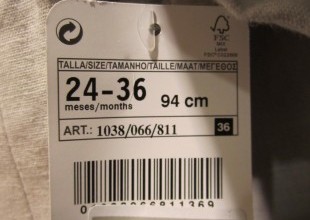 FSC
TALLA/SIZE/TAMANHO/TAILLE/MAAT/ΜΕΓΕΘΟΣ
24-36
meses/months
94 cm
ART.: 1038/066/811
36